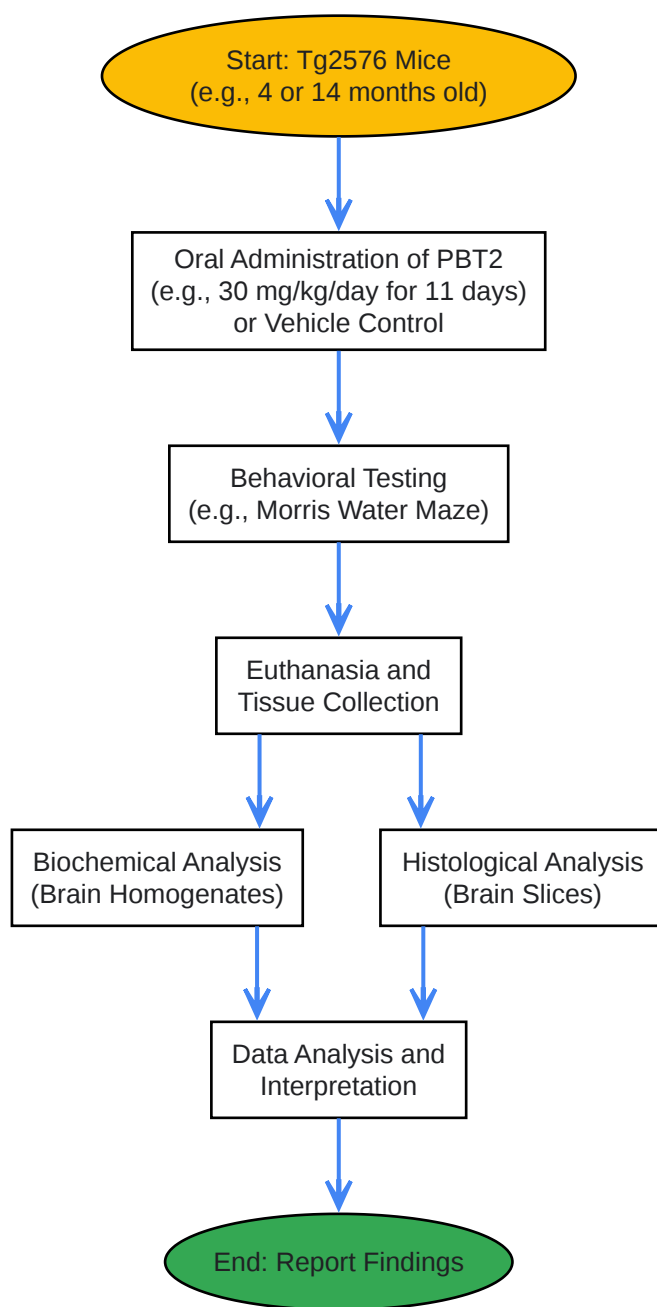 Start: Tg2576 Mice
(e.g., 4 or 14 months old)
Oral Administration of PBT2
(e.g., 30 mg/kg/day for 11 days)
or Vehicle Control
Behavioral Testing
(e.g., Morris Water Maze)
Euthanasia and
Tissue Collection
Biochemical Analysis
(Brain Homogenates)
Histological Analysis
(Brain Slices)
Data Analysis and
Interpretation
End: Report Findings